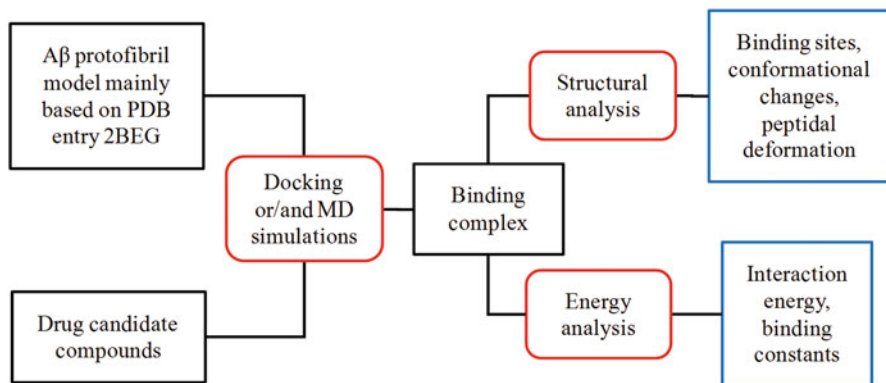 Aβ protofibril
model mainly
based on PDB
entry 2BEG
Drug candidate
compounds
Docking
or/and MD
simulations
Binding
complex
Structural
analysis
Energy
analysis
Binding sites,
conformational
changes,
peptidal
deformation
Interaction
energy,
binding
constants